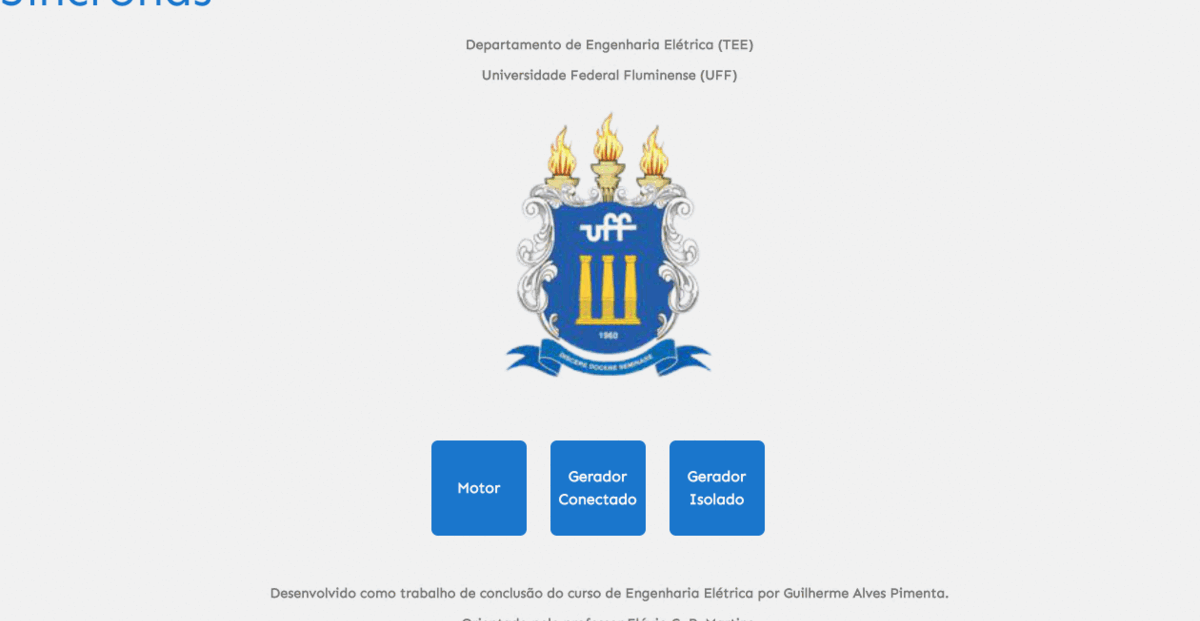 Síncronas
Departamento de Engenharia Elétrica (TEE)
Universidade Federal Fluminense (UFF)
uff
1960
DISCERE DOCERE SEMINARE
Motor
Gerador
Conectado
Gerador
Isolado
Desenvolvido como trabalho de conclusão do curso de Engenharia Elétrica por Guilherme Alves Pimenta.